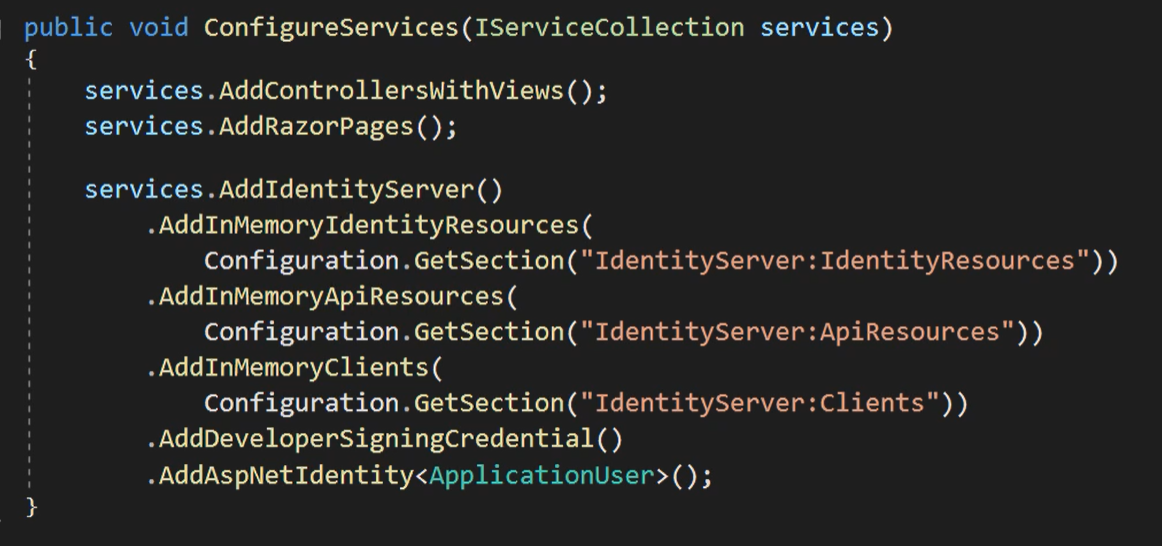 public void ConfigureServices(IServiceCollection services)
{
    services.AddControllersWithViews();
    services.AddRazorPages();

    services.AddIdentityServer()
        .AddInMemoryIdentityResources(
            Configuration.GetSection("IdentityServer:IdentityResources"))
        .AddInMemoryApiResources(
            Configuration.GetSection("IdentityServer:ApiResources"))
        .AddInMemoryClients(
            Configuration.GetSection("IdentityServer:Clients"))
        .AddDeveloperSigningCredential()
        .AddAspNetIdentity<ApplicationUser>();
}